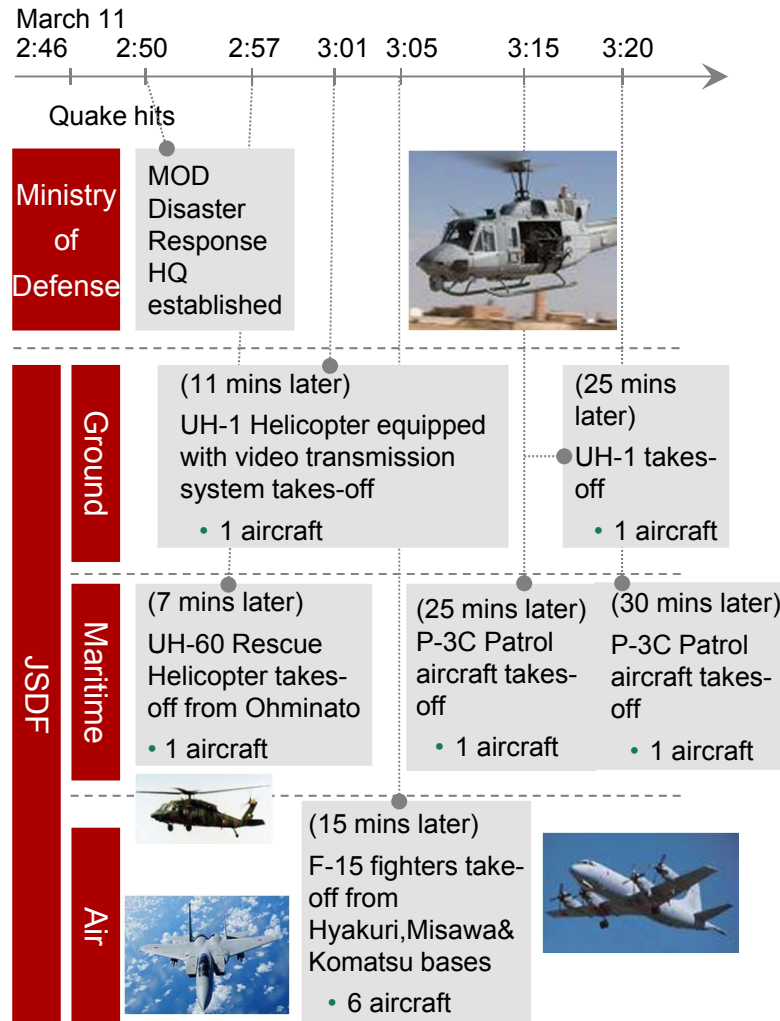 March 11
2:46 2:50 2:57 3:01 3:05 3:15 3:20
Quake hits
Ministry
of
Defense
MOD
Disaster
Response
HQ
established
JSDF
Ground
(11 mins later)
UH-1 Helicopter equipped
with video transmission
system takes-off
• 1 aircraft
(25 mins
later)
UH-1 takes-
off
• 1 aircraft
Maritime
(7 mins later)
UH-60 Rescue
Helicopter takes-
off from Ohminato
• 1 aircraft
(25 mins later)
P-3C Patrol
aircraft takes-
off
• 1 aircraft
(30 mins later)
P-3C Patrol
aircraft takes-
off
• 1 aircraft
Air
(15 mins later)
F-15 fighters take-
off from
Hyakuri,Misawa&
Komatsu bases
• 6 aircraft